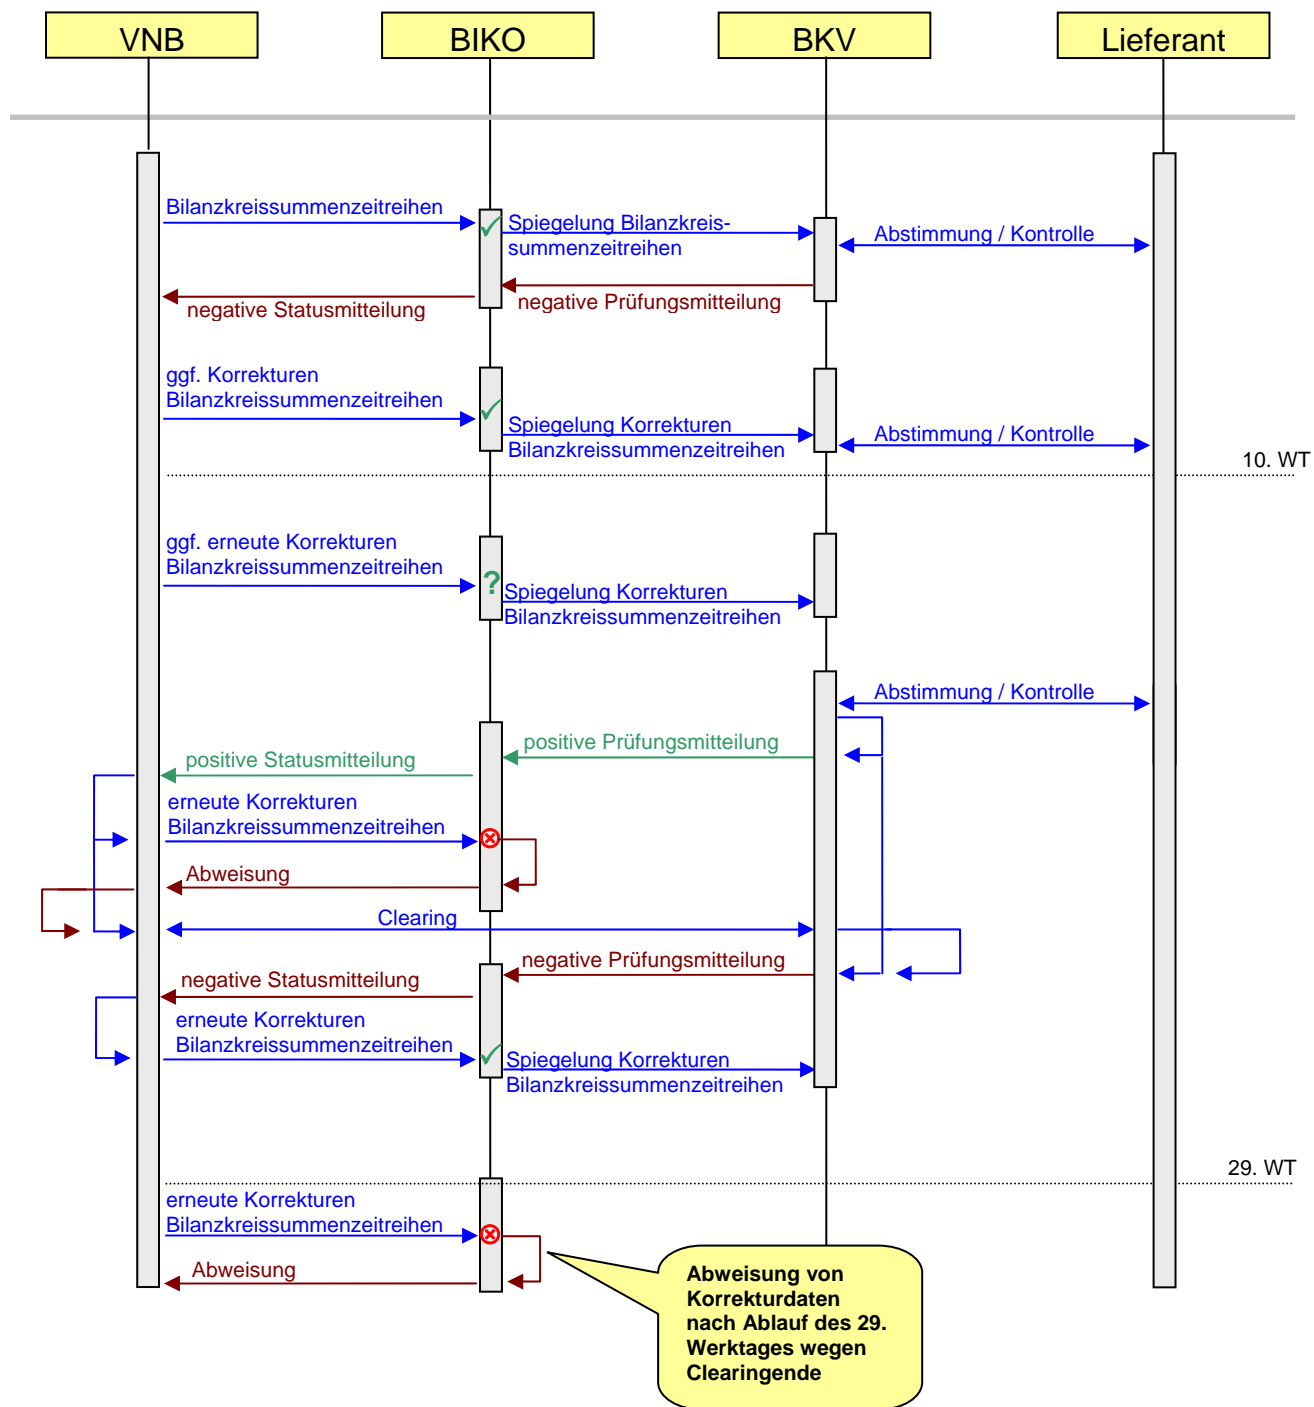 VNB
BIKO
BKV
Lieferant
Bilanzkreissummenzeitreihen
Spiegelung Bilanzkreis-
summenzeitreihen
Abstimmung / Kontrolle
negative Prüfungsmitteilung
negative Statusmitteilung
ggf. Korrekturen
Bilanzkreissummenzeitreihen
Spiegelung Korrekturen
Bilanzkreissummenzeitreihen
Abstimmung / Kontrolle
10. WT
ggf. erneute Korrekturen
Bilanzkreissummenzeitreihen
?
Spiegelung Korrekturen
Bilanzkreissummenzeitreihen
Abstimmung / Kontrolle
positive Prüfungsmitteilung
positive Statusmitteilung
erneute Korrekturen
Bilanzkreissummenzeitreihen
Abweisung
Clearing
negative Prüfungsmitteilung
negative Statusmitteilung
erneute Korrekturen
Bilanzkreissummenzeitreihen
Spiegelung Korrekturen
Bilanzkreissummenzeitreihen
29. WT
erneute Korrekturen
Bilanzkreissummenzeitreihen
Abweisung
Abweisung von
Korrekturdaten
nach Ablauf des 29.
Werktages wegen
Clearingende